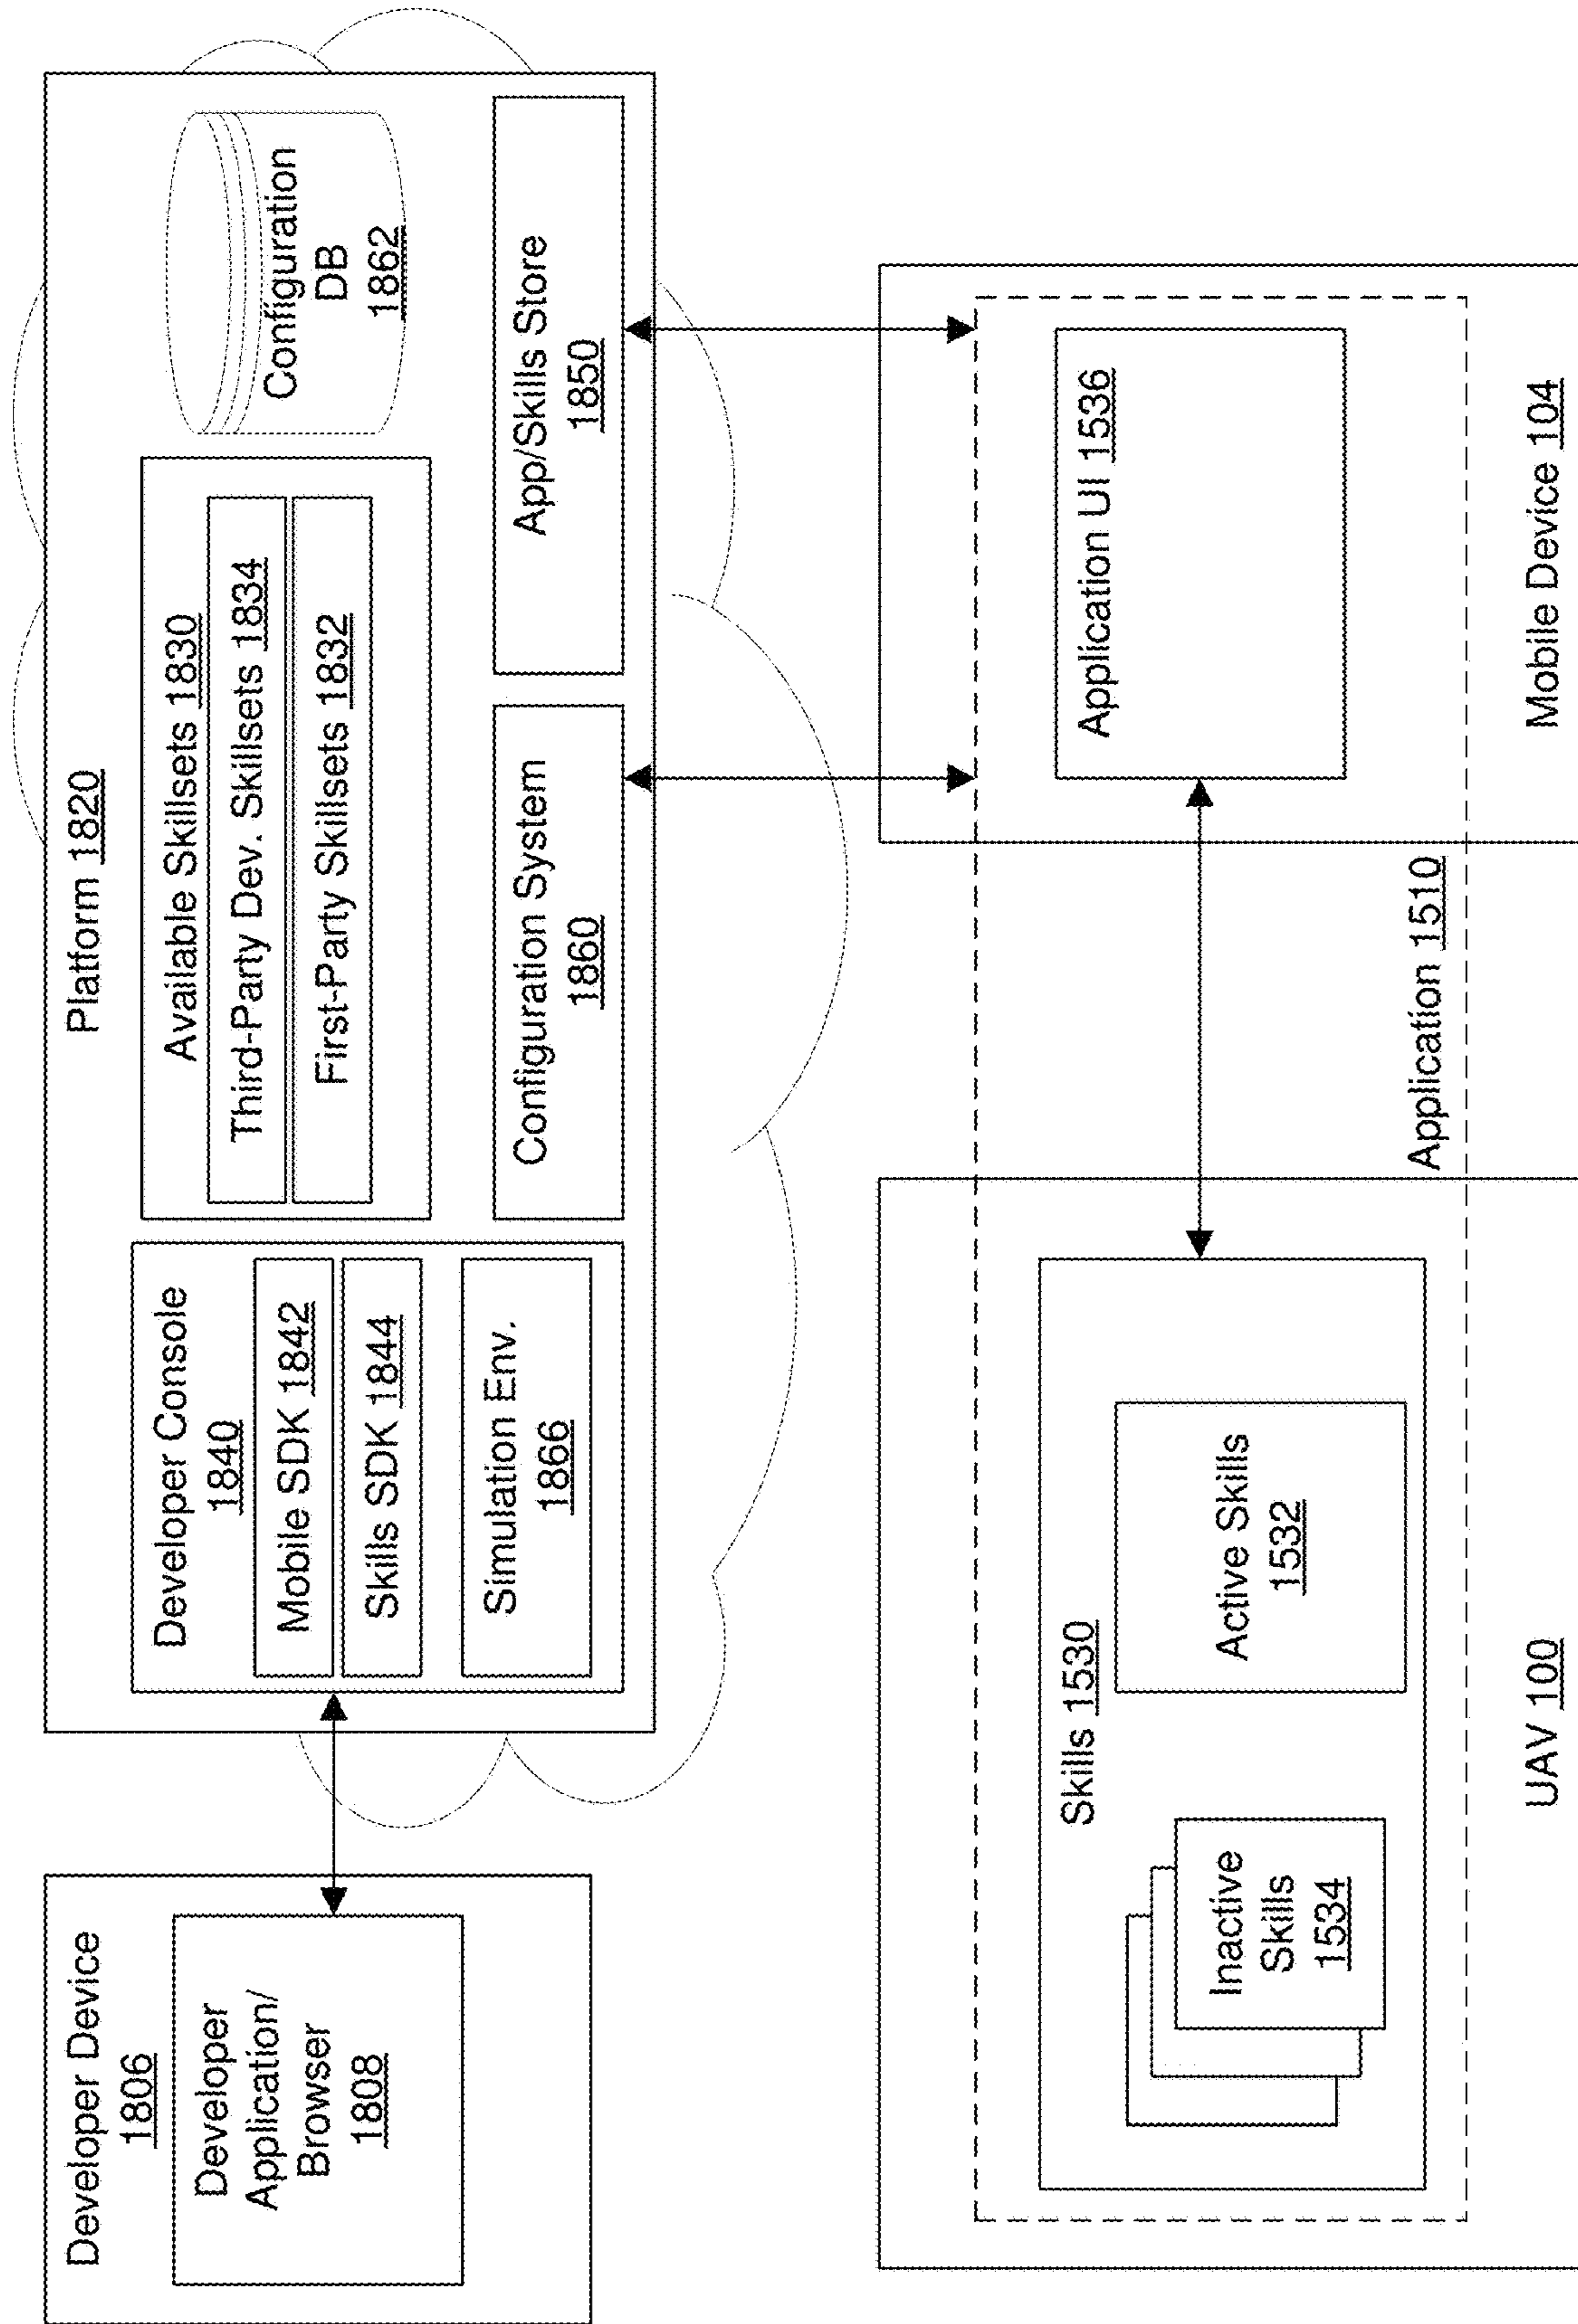 Developer Device
1806
Developer
Application/
Browser
1808
Platform 1820
Developer Console
1840
Mobile SDK 1842
Skills SDK 1844
Simulation Env.
1866
Available Skillsets 1830
Third-Party Dev. Skillsets 1834
First-Party Skillsets 1832
Configuration
DB
1862
Configuration System
1860
App/Skills Store
1850
Skills 1530
Inactive
Skills
1534
Active Skills
1532
UAV 100
Application 1510
Application UI 1536
Mobile Device 104